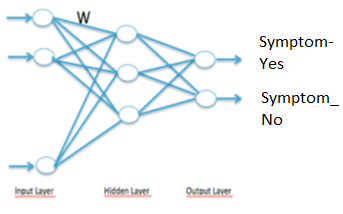 W
Symptom-
Yes
Symptom_
No
Input Layer
Hidden Layer
Output Layer